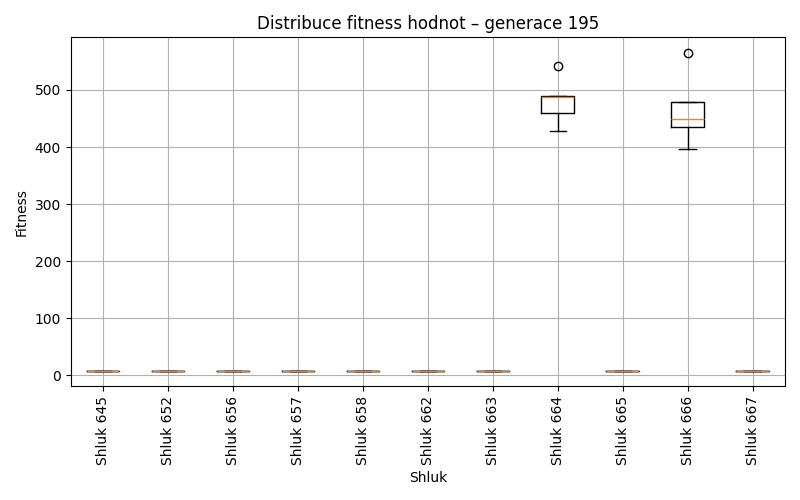 Distribuce fitness hodnot – generace 195
Fitness
500
400
300
200
100
0
Shluk 645
Shluk 652
Shluk 656
Shluk 657
Shluk 658
Shluk 662
Shluk 663
Shluk 664
Shluk 665
Shluk 666
Shluk 667
Shluk